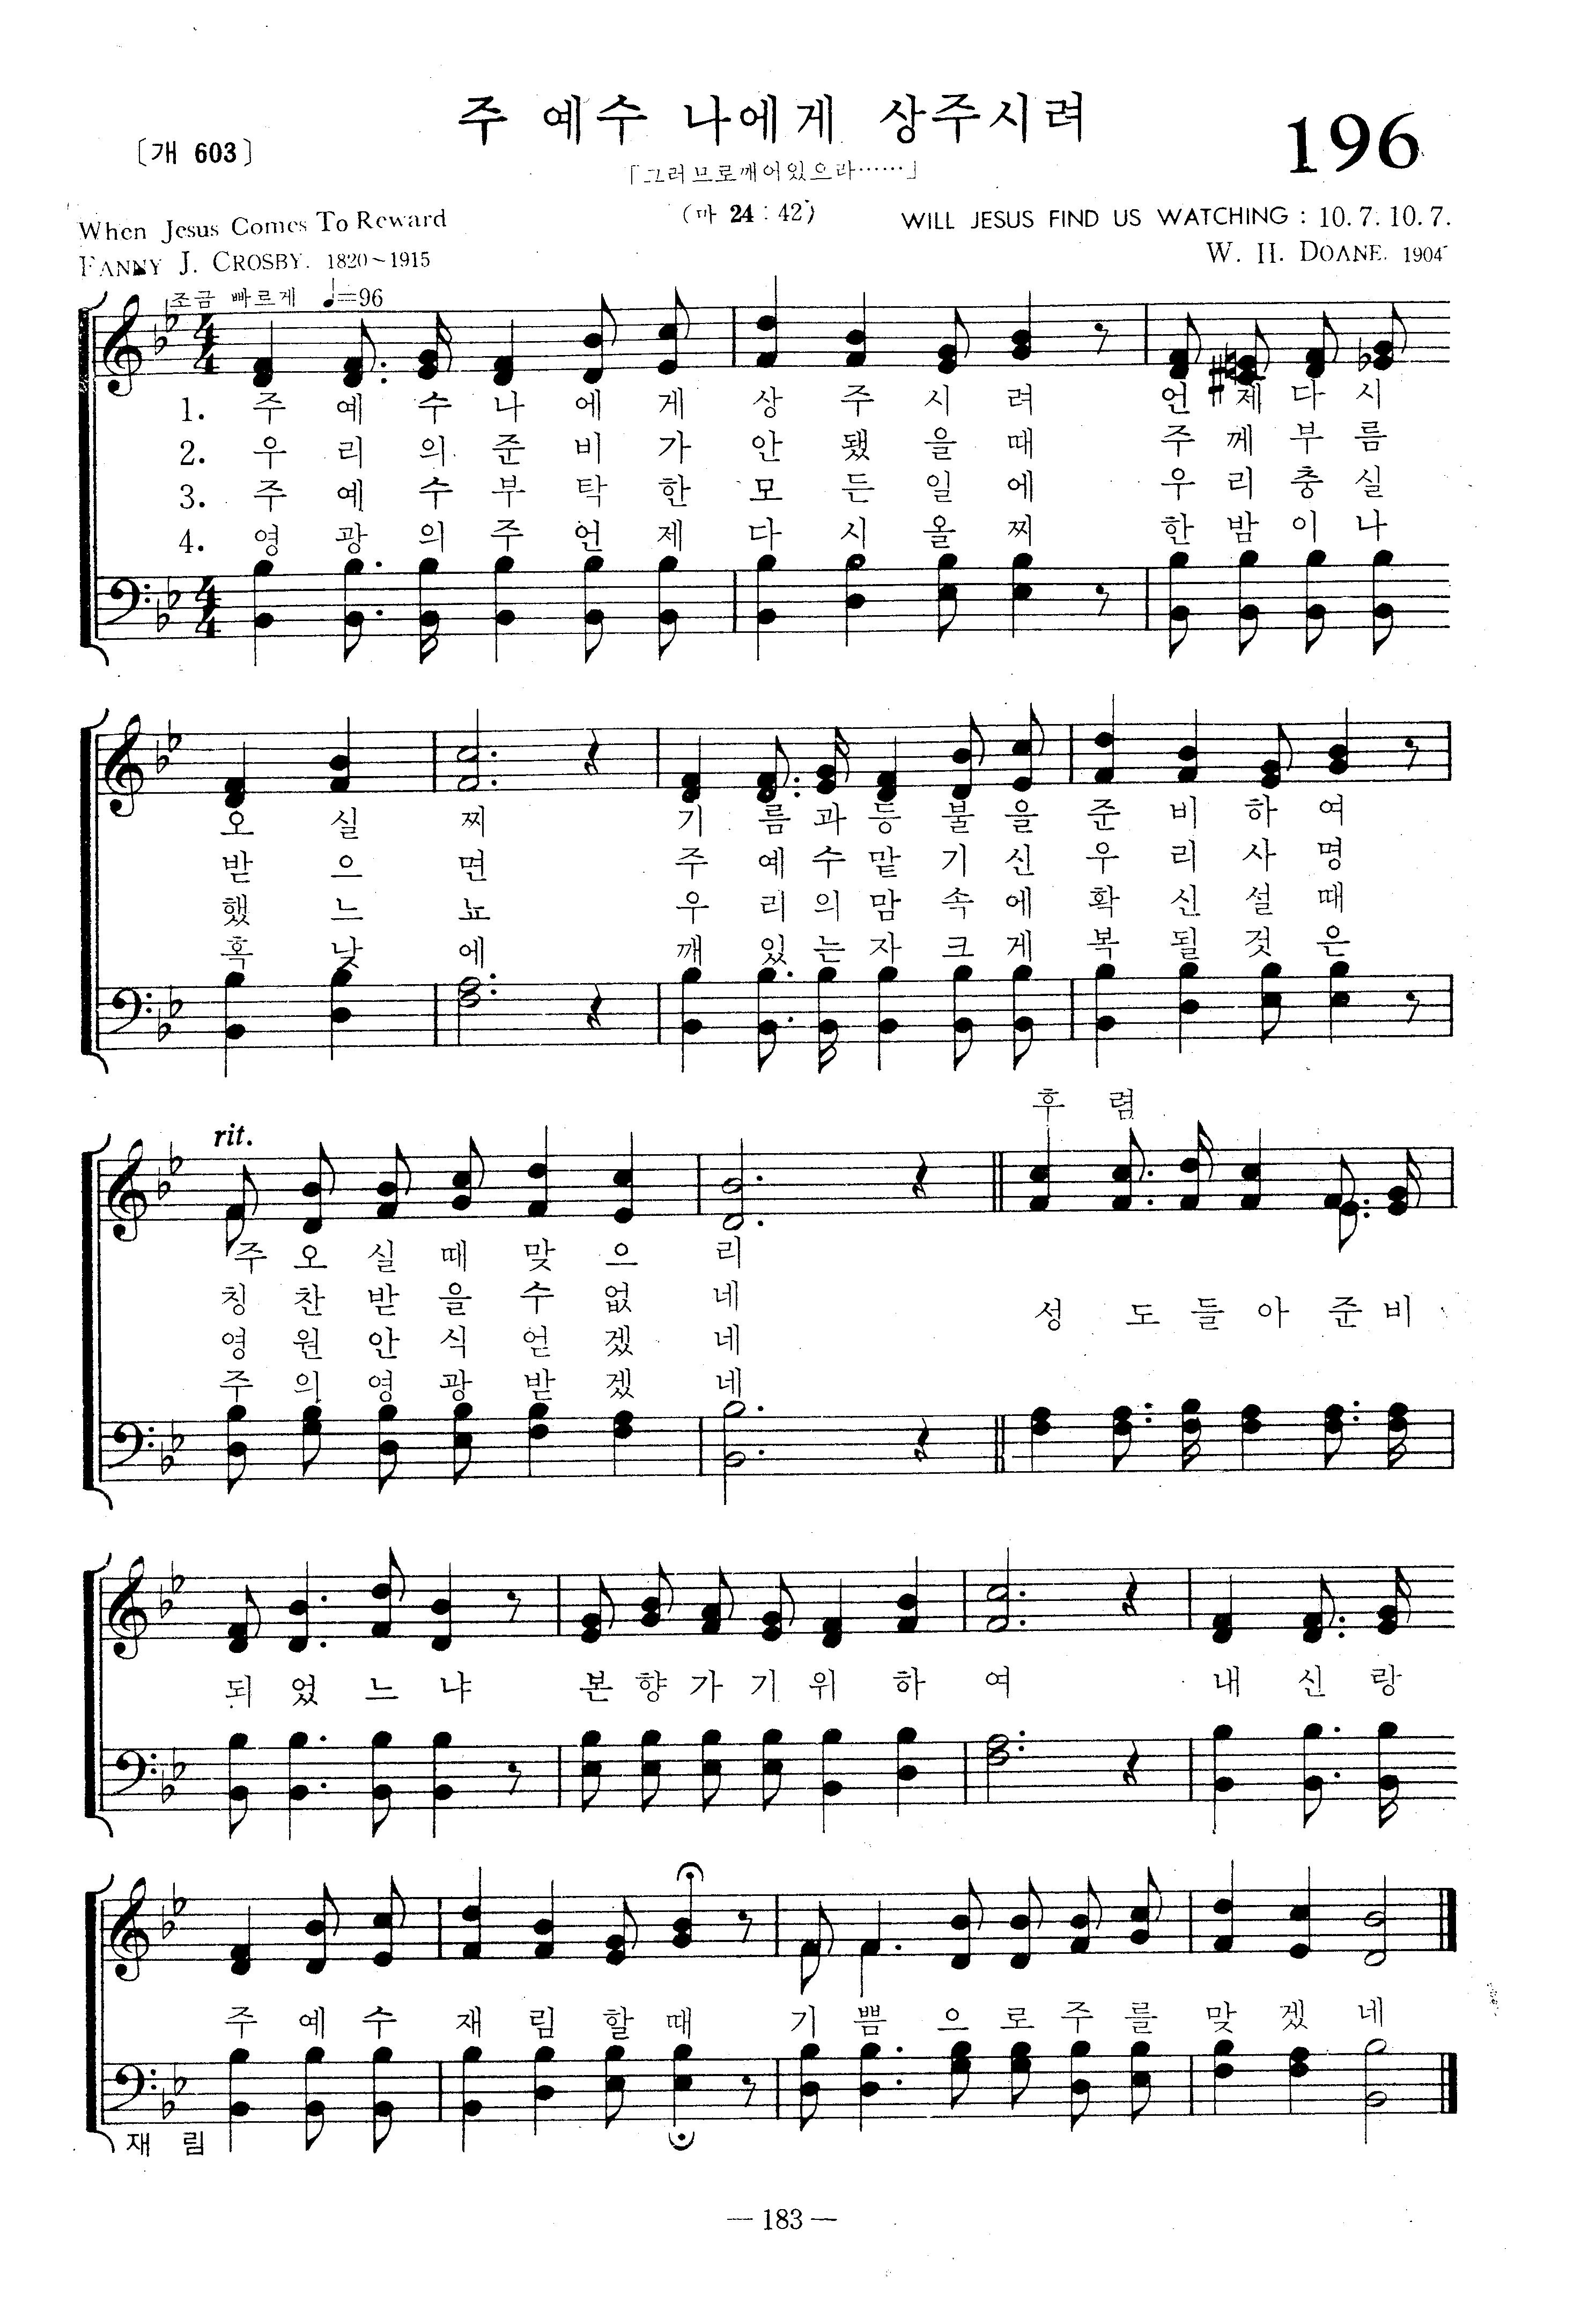 주 예수 나에게 상주시려
196
〔개 603〕
「그러므로깨어있으라……」
(마 24 : 42)
When Jesus Comes To Reward
WILL JESUS FIND US WATCHING : 10. 7. 10. 7.
FANNY J. CROSBY. 1820~1915
W. H. DOANE. 1904
조금 빠르게 ♩=96
1. 주 예 수 나 에 게 상 주 시 려 언 제 다 시
2. 우 리 의 준 비 가 안 됐 을 때 주 께 부 름
3. 주 예 수 부 탁 한 모 든 일 에 우 리 충 실
4. 영 광 의 주 언 제 다 시 올 찌 한 밤 이 나
오 실 찌 기 름 과 등 불 을 준 비 하 여
받 으 면 주 예 수 맡 기 신 우 리 사 명
했 느 뇨 우 리 의 맘 속 에 확 신 설 때
혹 낮 에 깨 있 는 자 크 게 복 될 것 은
후 렴
rit.
주 오 실 때 맞 으 리
칭 찬 받 을 수 없 네
영 원 안 식 얻 겠 네
주 의 영 광 받 겠 네
성 도 들 아 준 비
되 었 느 냐 본 향 가 기 위 하 여 내 신 랑
주 예 수 재 림 할 때 기 쁨 으 로 주 를 맞 겠 네
재 림
— 183 —